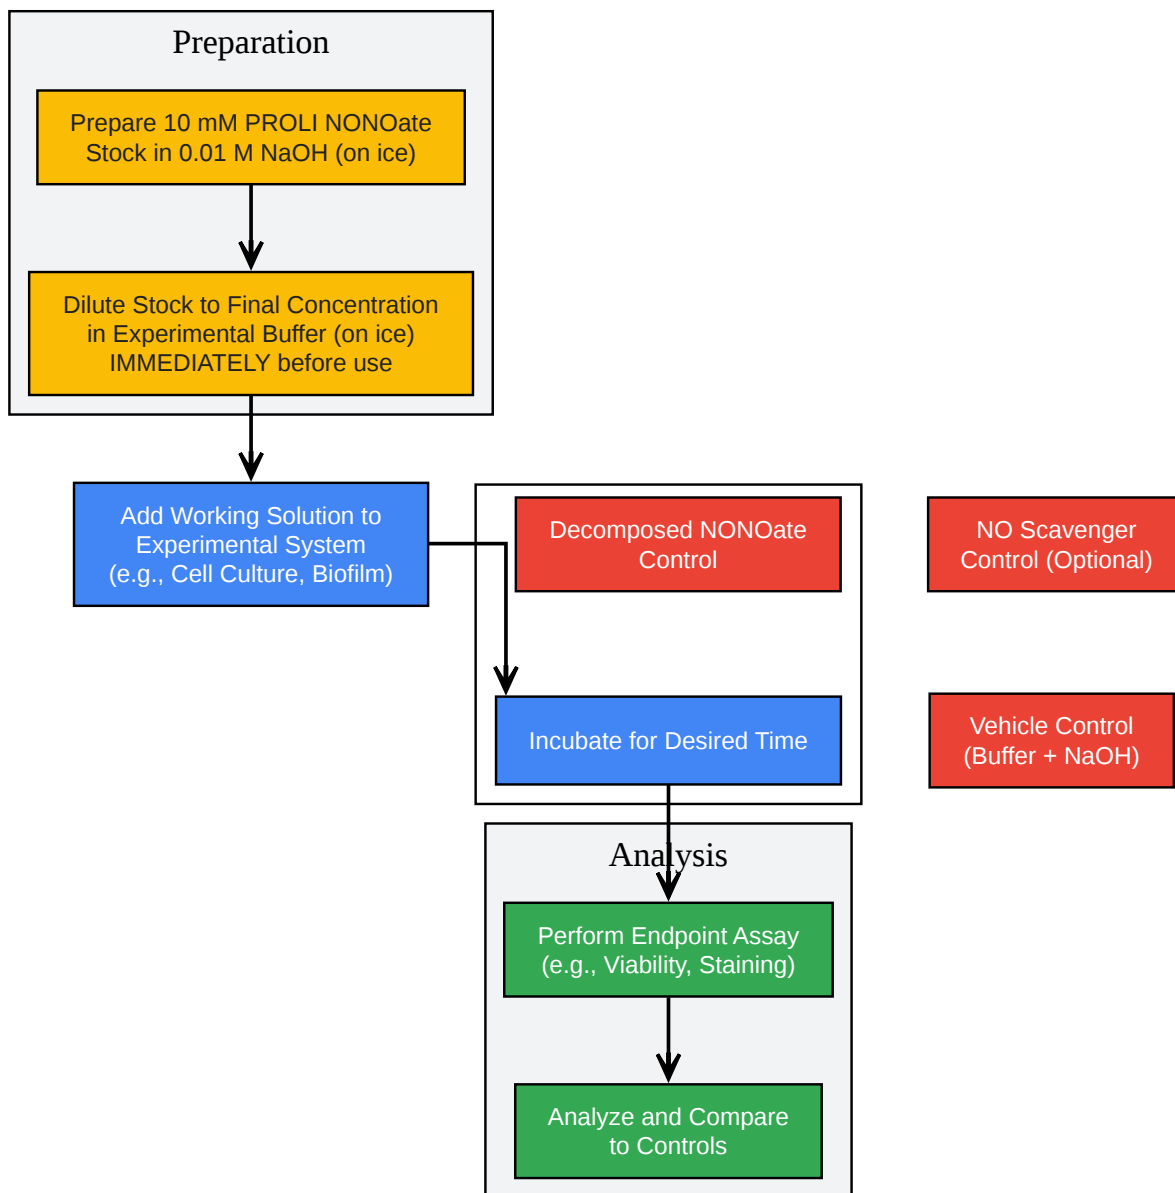 Preparation
Prepare 10 mM PROLI NONOate
Stock in 0.01 M NaOH (on ice)
Dilute Stock to Final Concentration
in Experimental Buffer (on ice)
IMMEDIATELY before use
Add Working Solution to
Experimental System
(e.g., Cell Culture, Biofilm)
Decomposed NONOate
Control
NO Scavenger
Control (Optional)
Incubate for Desired Time
Vehicle Control
(Buffer + NaOH)
Analysis
Perform Endpoint Assay
(e.g., Viability, Staining)
Analyze and Compare
to Controls